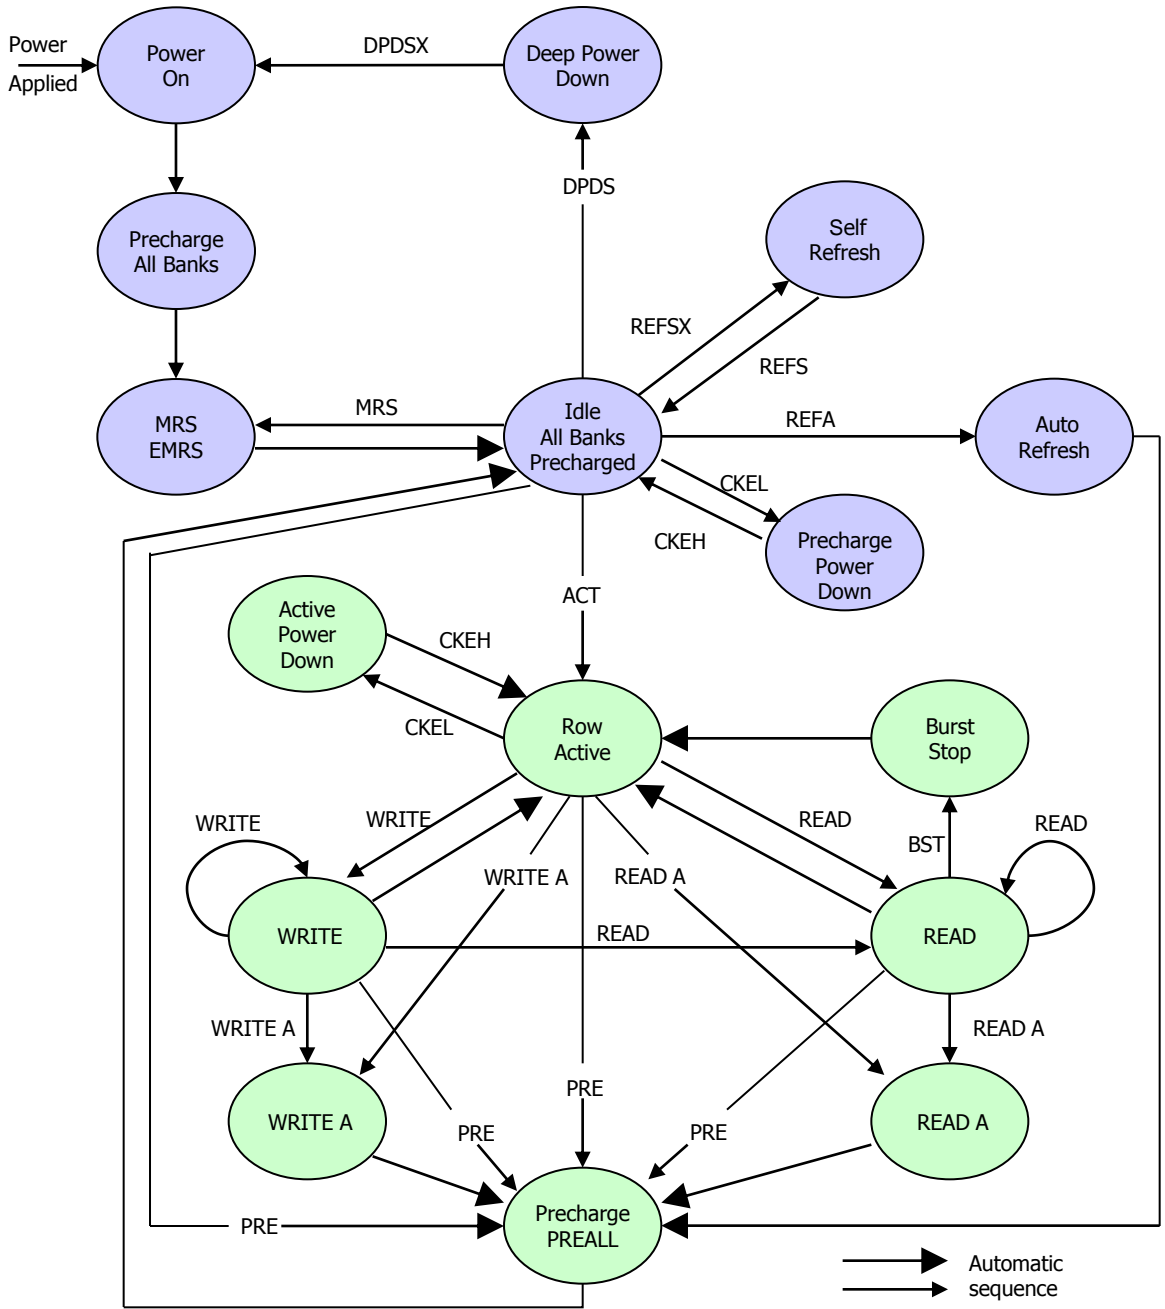 Power
Applied
Power
On
DPDSX
Deep Power
Down
DPDS
Precharge
All Banks
Self
Refresh
REFSX
REFS
MRS
EMRS
MRS
Idle
All Banks
Precharged
REFA
Auto
Refresh
CKEL
CKEH
Precharge
Power
Down
ACT
Active
Power
Down
CKEH
CKEL
Row
Active
Burst
Stop
WRITE
WRITE
READ
BST
READ
WRITE A
READ A
WRITE
READ
READ
WRITE A
READ A
PRE
WRITE A
PRE
PRE
READ A
PRE
Precharge
PREALL
Automatic
sequence